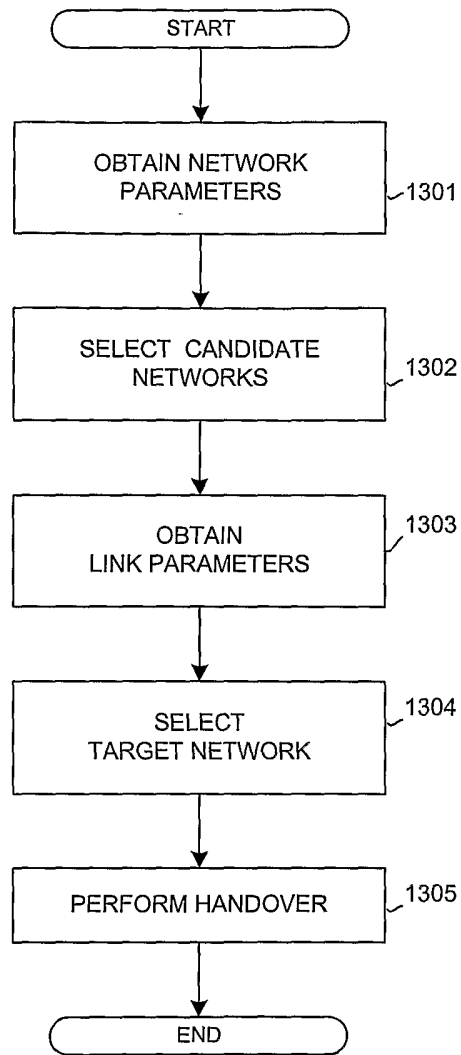 START
OBTAIN NETWORK
PARAMETERS
1301
SELECT CANDIDATE
NETWORKS
1302
OBTAIN
LINK PARAMETERS
1303
SELECT
TARGET NETWORK
1304
PERFORM HANDOVER
1305
END